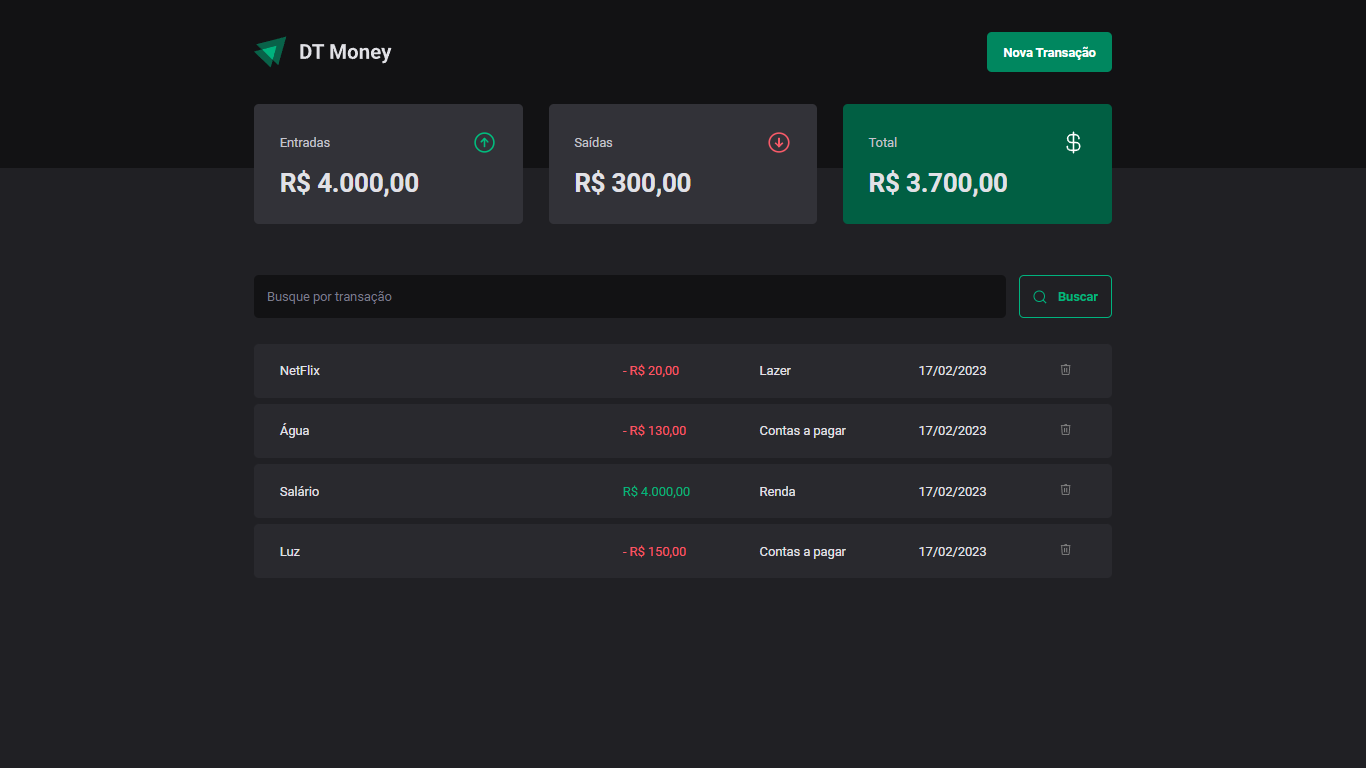 DT Money
Nova Transação
Entradas
R$ 4.000,00
Saídas
R$ 300,00
Total
$
R$ 3.700,00
Busque por transação
Buscar
NetFlix - R$ 20,00 Lazer 17/02/2023
Água - R$ 130,00 Contas a pagar 17/02/2023
Salário R$ 4.000,00 Renda 17/02/2023
Luz - R$ 150,00 Contas a pagar 17/02/2023